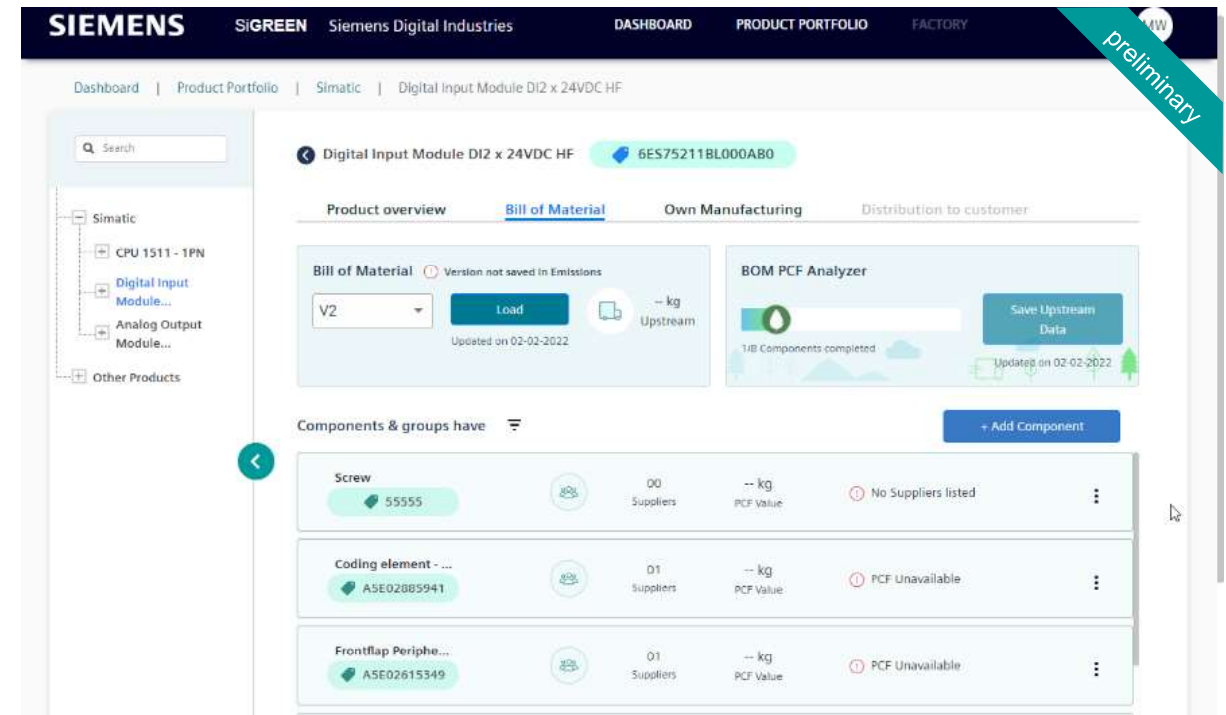 SIEMENS SiGREEN Siemens Digital Industries DASHBOARD PRODUCT PORTFOLIO FACTORY MW
preliminary
Dashboard | Product Portfolio | Simatic | Digital Input Module DI2 x 24VDC HF
Search
Digital Input Module DI2 x 24VDC HF 6ES75211BL000AB0
Product overview Bill of Material Own Manufacturing Distribution to customer
Simatic
CPU 1511 - 1PN
Digital Input
Module...
Analog Output
Module...
Other Products
Bill of Material Version not saved in Emissions
V2 Load -- kg
Upstream
Updated on 02-02-2022
BOM PCF Analyzer
Save Upstream
Data
1/8 Components completed
Updated on 02-02-2022
Components & groups have + Add Component
Screw
55555
00
Suppliers
-- kg
PCF Value
No Suppliers listed
Coding element - ...
A5E02885941
01
Suppliers
-- kg
PCF Value
PCF Unavailable
Frontflap Periphe...
A5E02615349
01
Suppliers
-- kg
PCF Value
PCF Unavailable